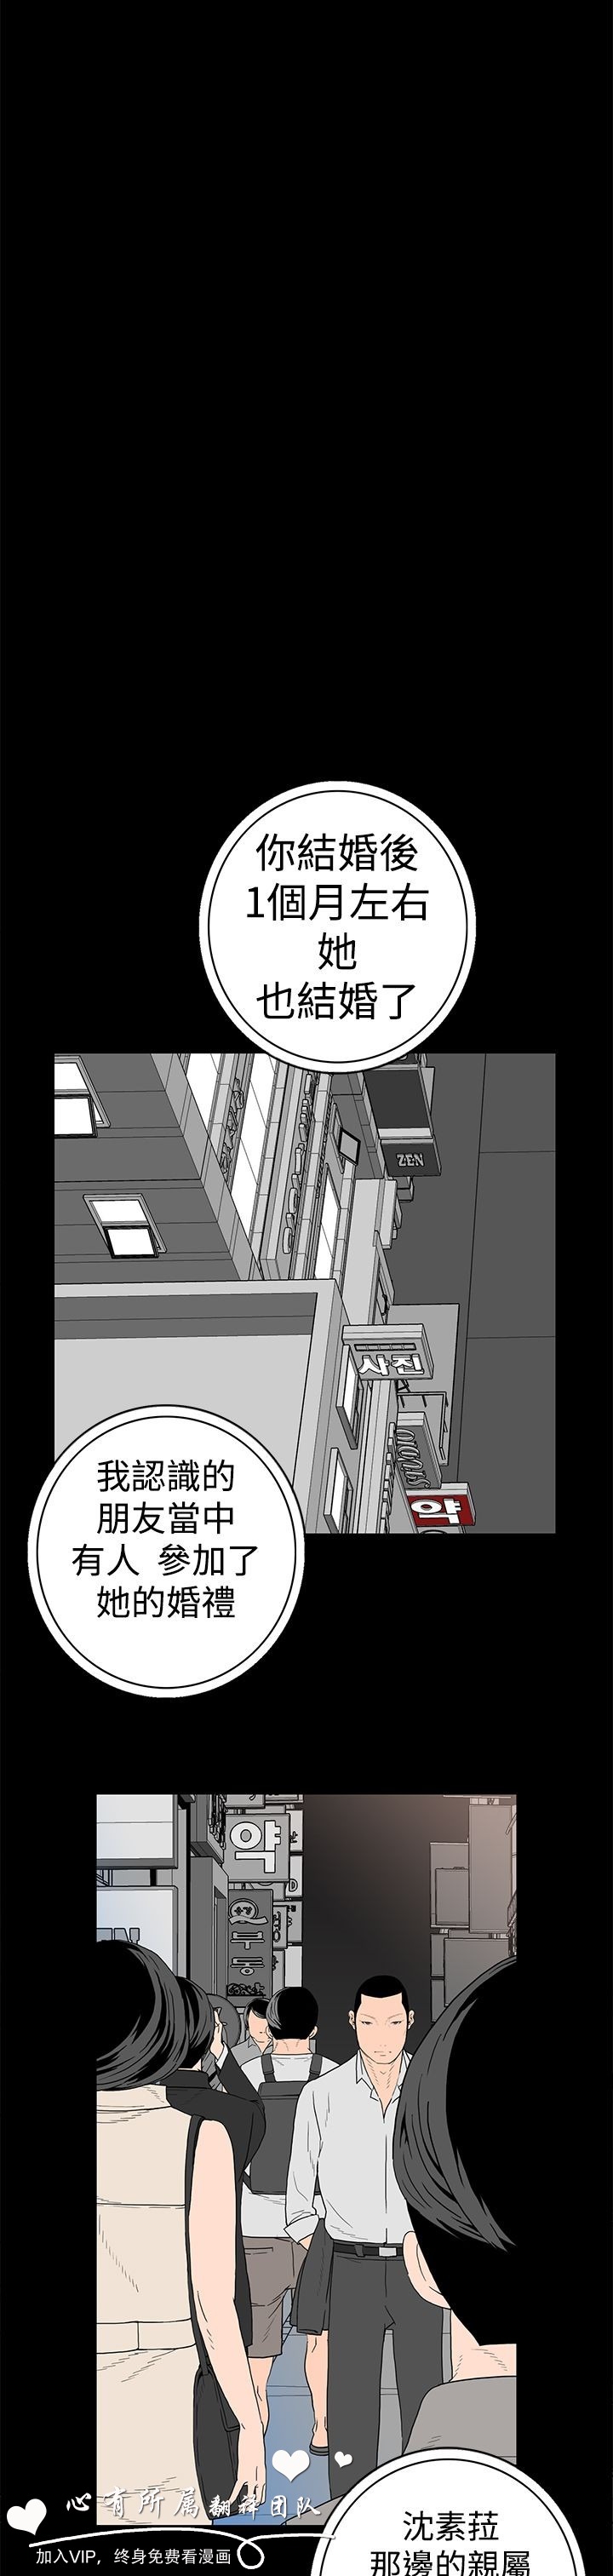 你結婚後
1個月左右
她
也結婚了
ZEN
사진
약
我認識的
朋友當中
有人 參加了
她的婚禮
약
부동
沈素菈
那邊的親屬
心有所属翻译团队
加入VIP，终身免费看漫画